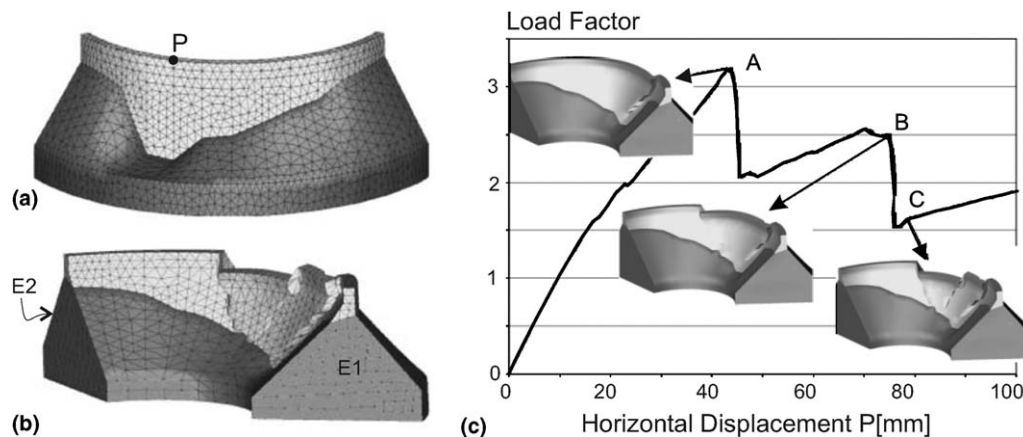 P
(a)
E2
E1
(b)
Load Factor
3
2
1
0
A
B
C
0
20
40
60
80
100
(c)
Horizontal Displacement P[mm]